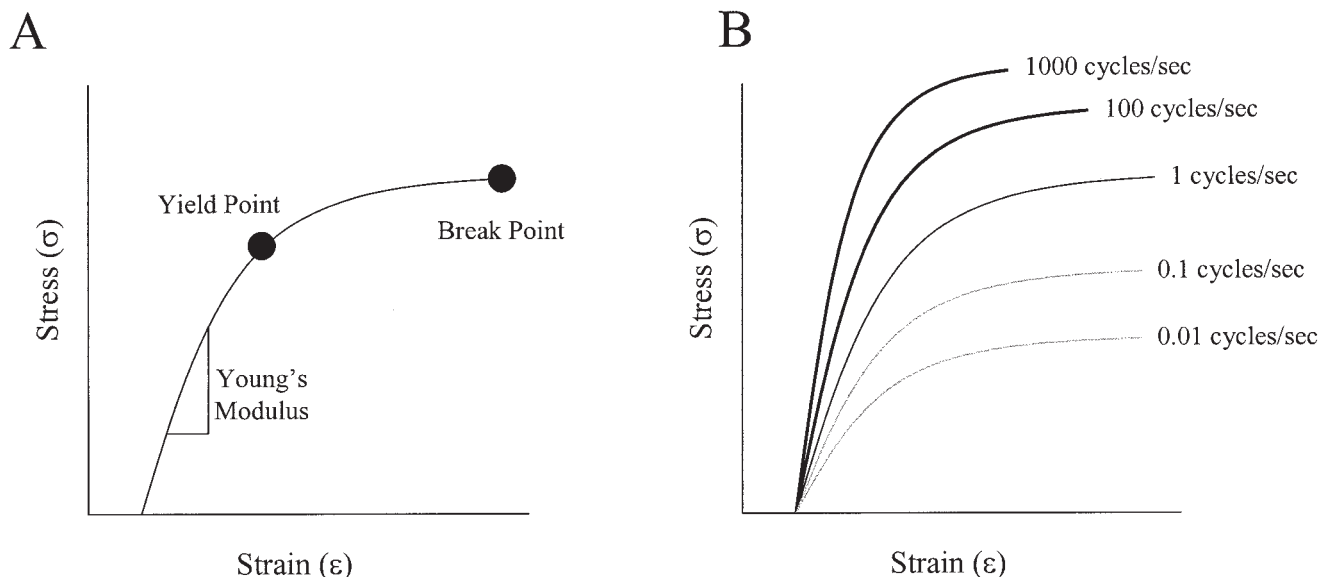 A
Stress (σ)
Yield Point
Break Point
Young's
Modulus
Strain (ε)
B
Stress (σ)
1000 cycles/sec
100 cycles/sec
1 cycles/sec
0.1 cycles/sec
0.01 cycles/sec
Strain (ε)